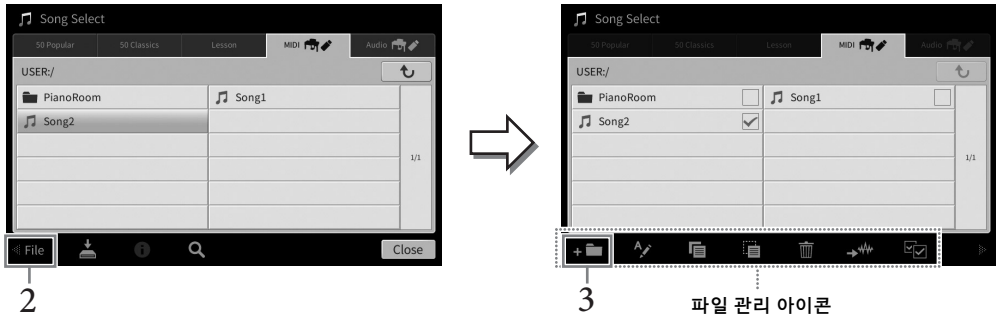 Song Select
50 Popular 50 Classics Lesson MIDI Audio
USER:/
PianoRoom Song1
Song2
1/1
File Close
2
Song Select
50 Popular 50 Classics Lesson MIDI Audio
USER:/
PianoRoom Song1
Song2
1/1
3
파일 관리 아이콘